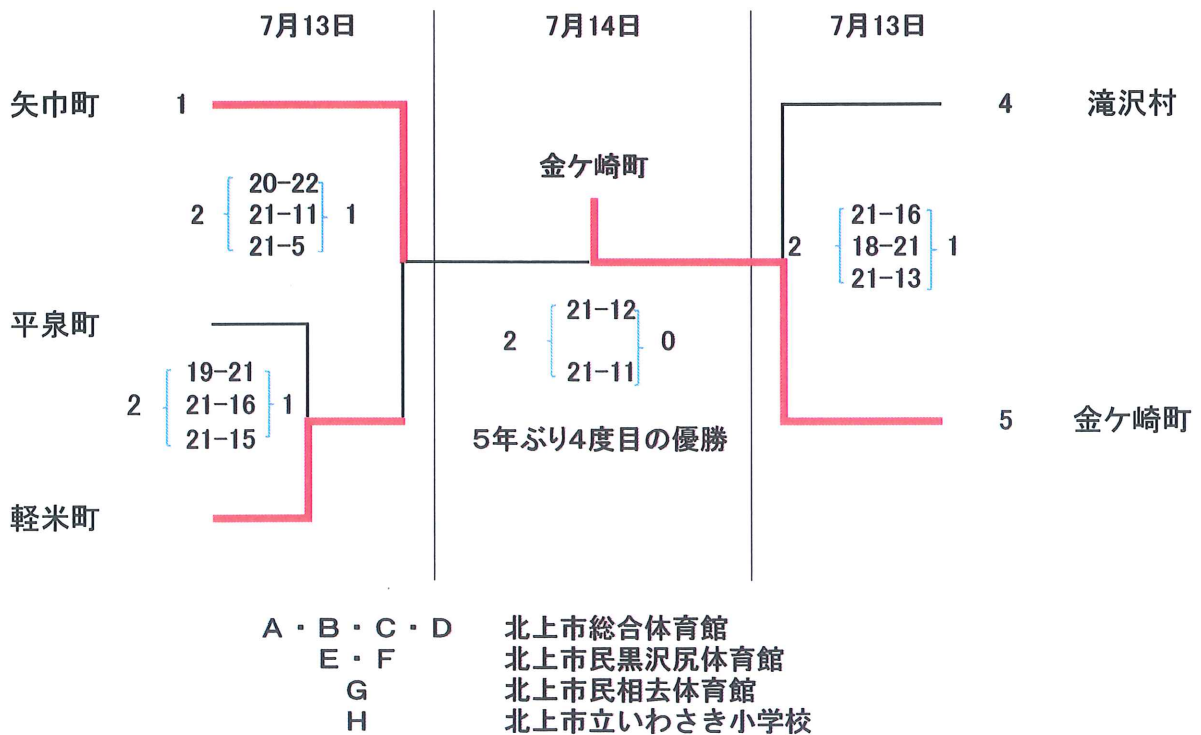 7月13日 7月14日 7月13日
矢巾町 1 4 滝沢村
金ケ崎町
20-22
2 21-11 1
21-5
21-16
2 18-21 1
21-13
平泉町
21-12
2 0
21-11
19-21
2 21-16 1
21-15
5年ぶり4度目の優勝
5 金ケ崎町
軽米町
A・B・C・D 北上市総合体育館
E・F 北上市民黒沢尻体育館
G 北上市民相去体育館
H 北上市立いわさき小学校